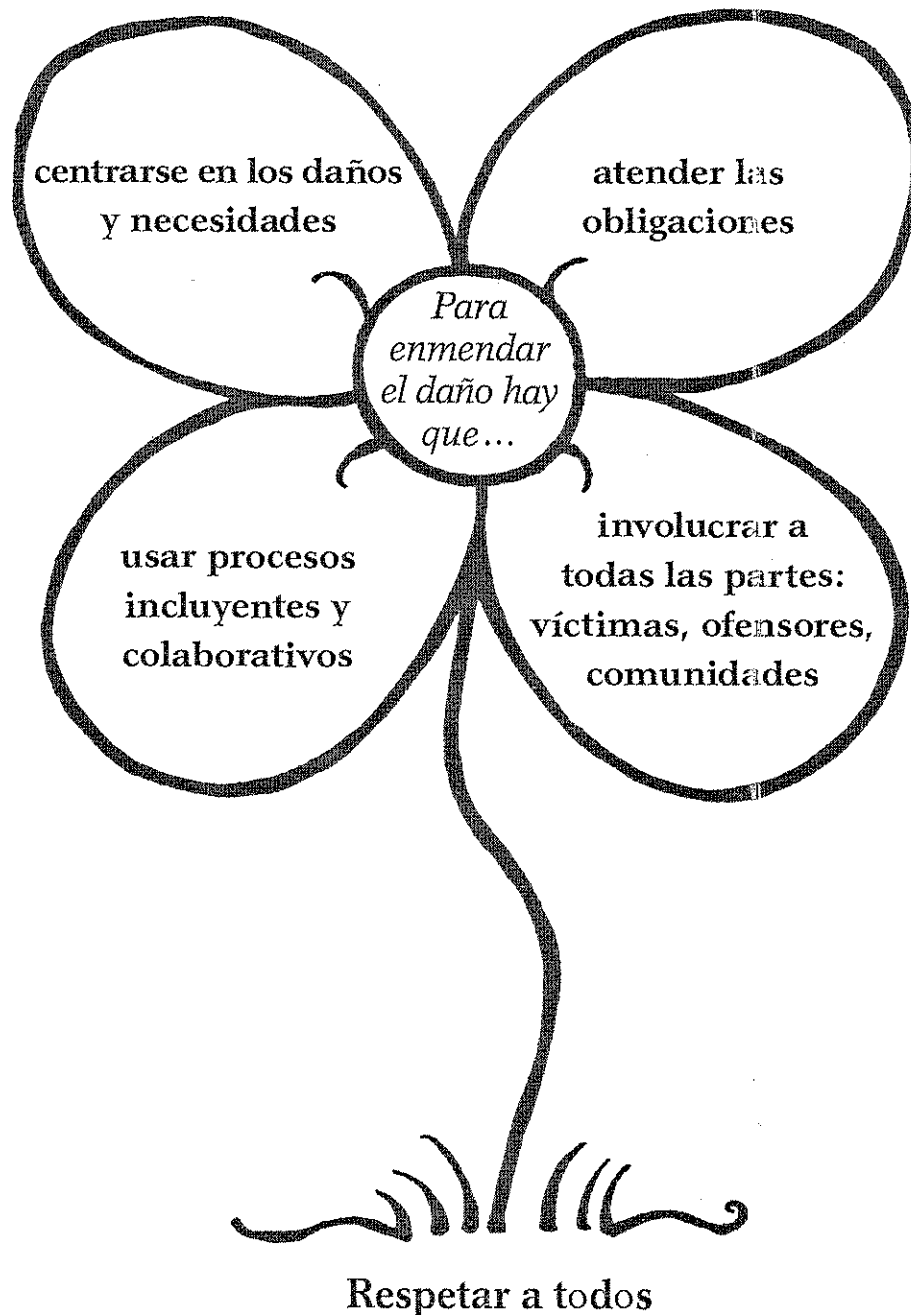 centrarse en los daños
y necesidades
atender las
obligaciones
Para
enmendar
el daño hay
que...
usar procesos
incluyentes y
colaborativos
involucrar a
todas las partes:
víctimas, ofensores,
comunidades
Respetar a todos